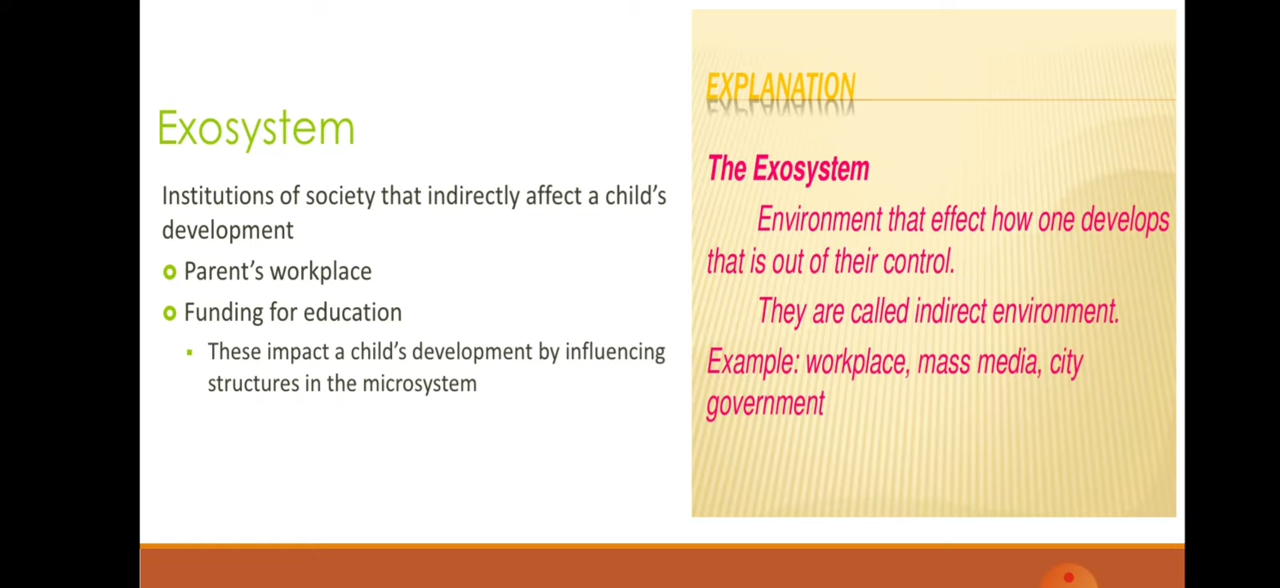 Exosystem
Institutions of society that indirectly affect a child's
development
Parent's workplace
Funding for education
These impact a child's development by influencing
structures in the microsystem
EXPLANATION
The Exosystem
Environment that effect how one develops
that is out of their control.
They are called indirect environment.
Example: workplace, mass media, city
government